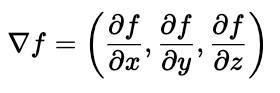 ∇f = (∂f/∂x, ∂f/∂y, ∂f/∂z)